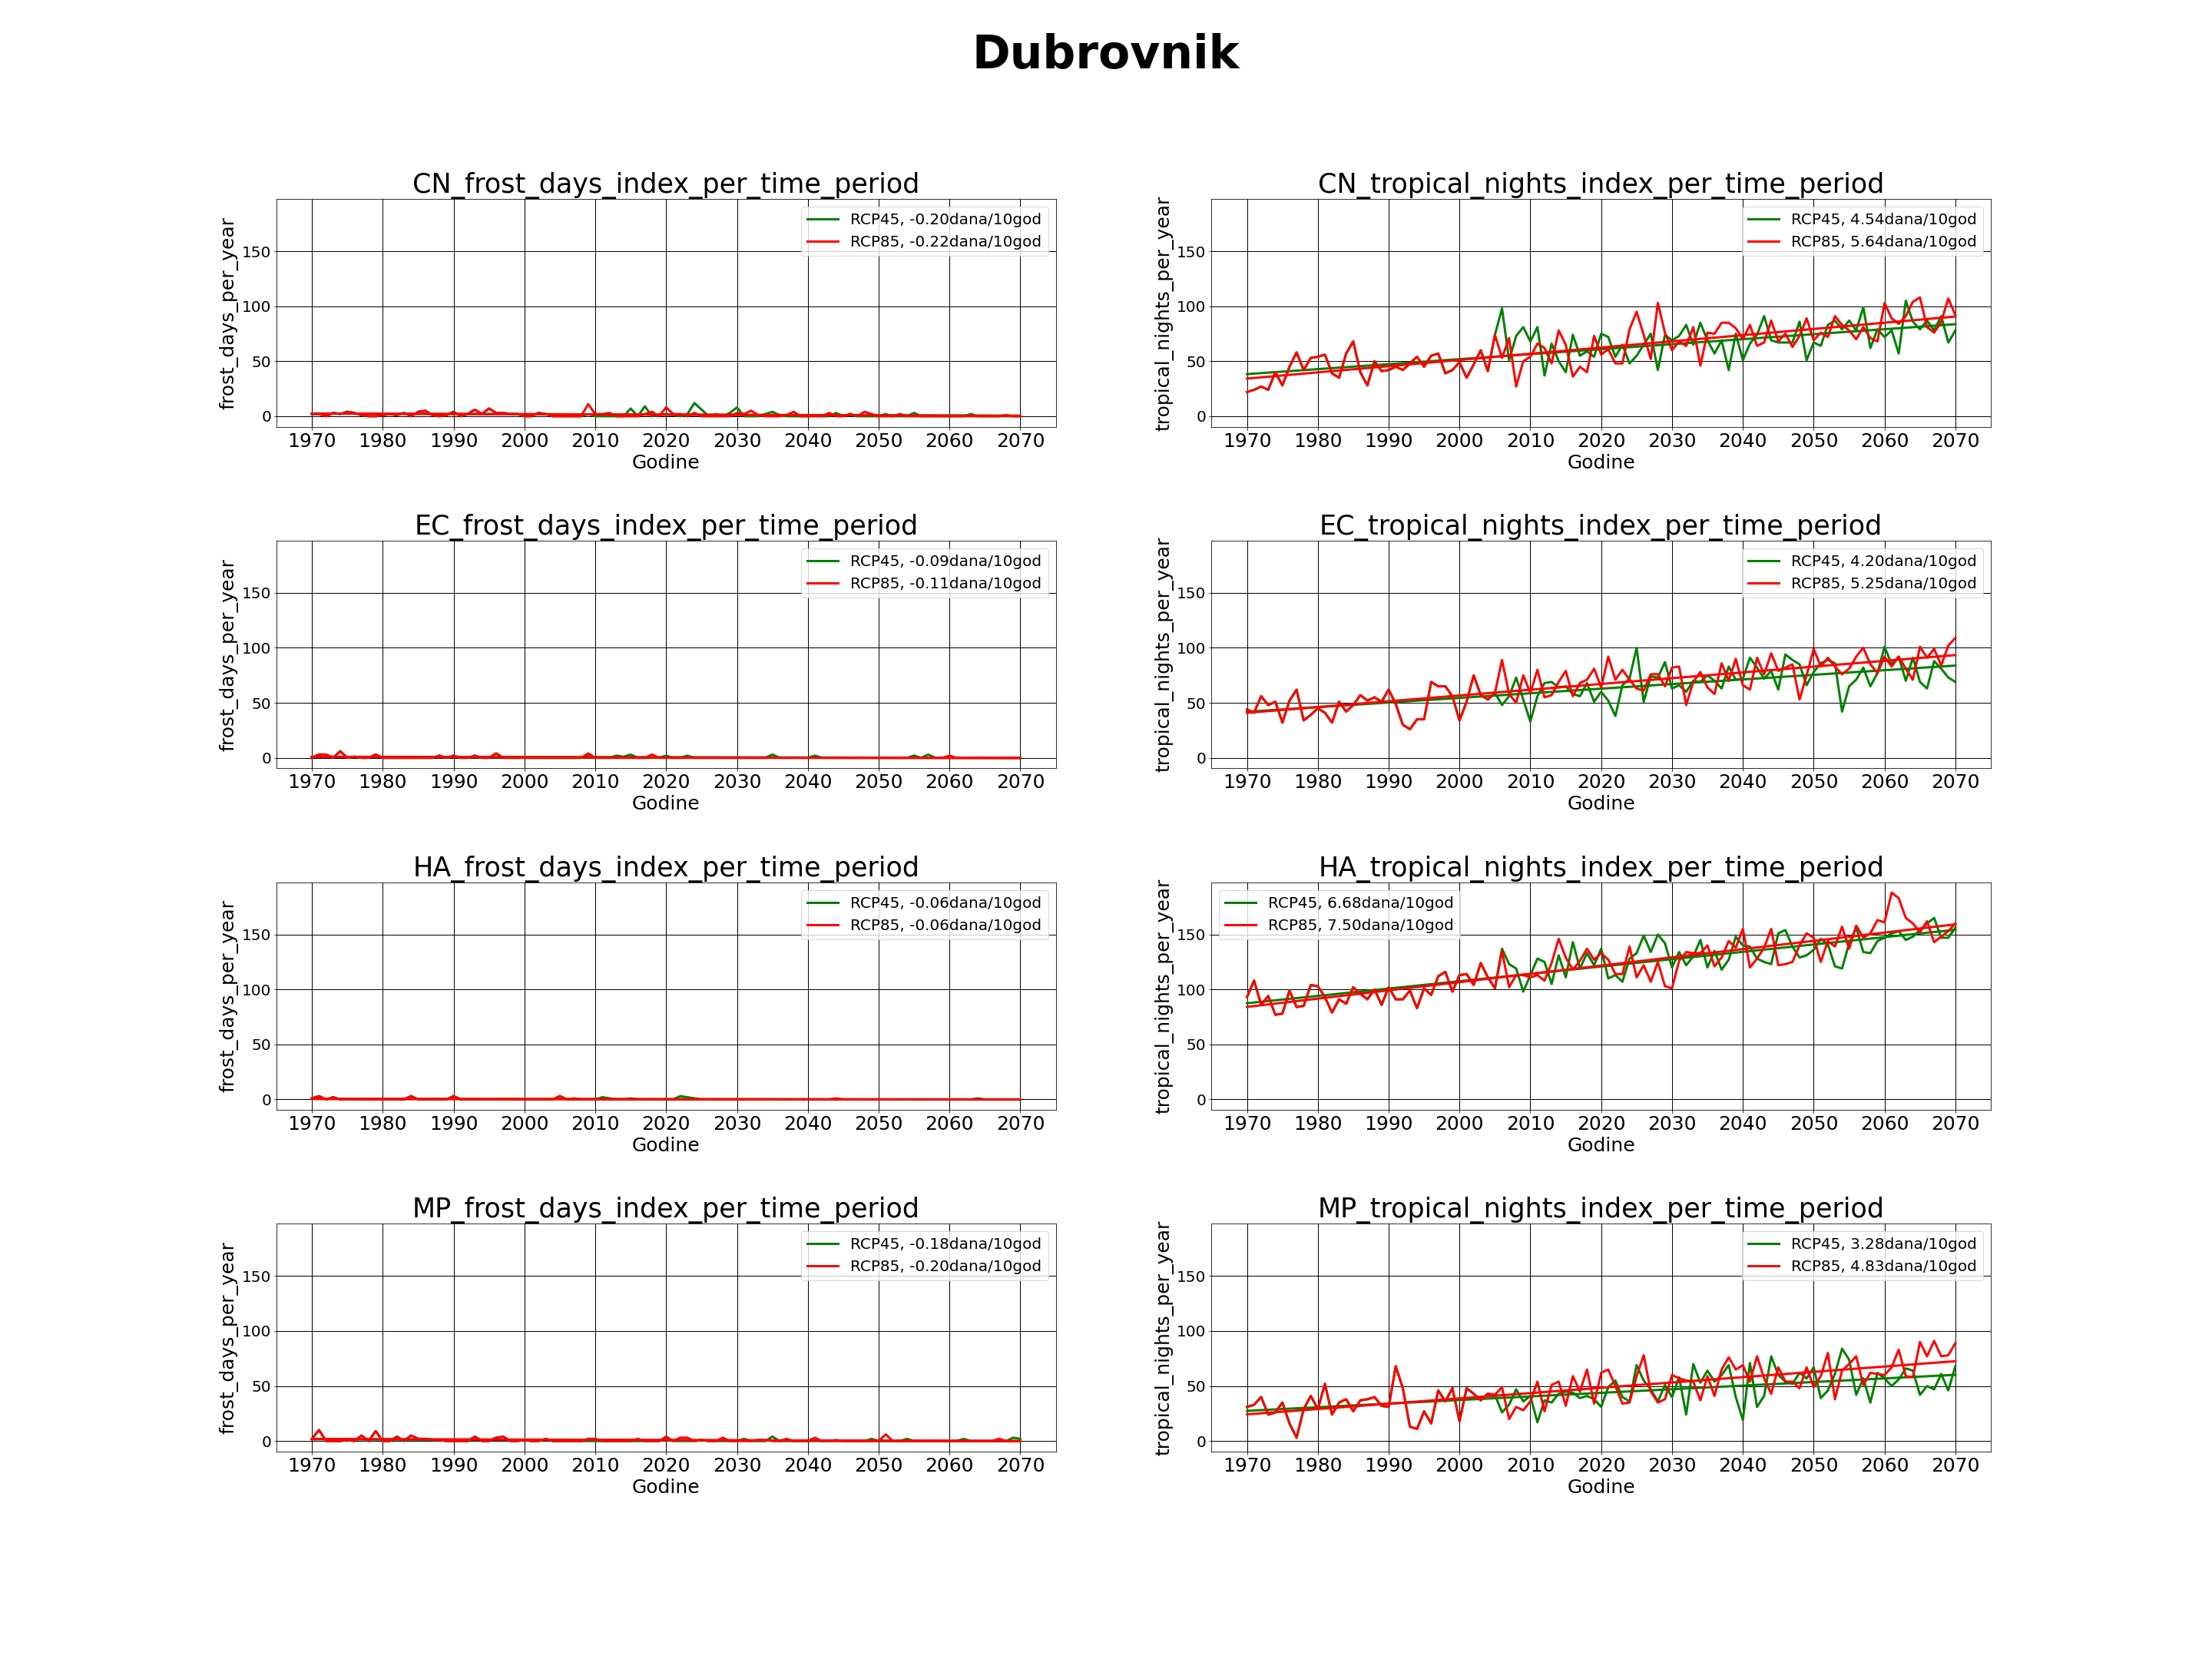 Dubrovnik
CN_frost_days_index_per_time_period
frost_days_per_year
150
100
50
0
RCP45, -0.20dana/10god
RCP85, -0.22dana/10god
1970 1980 1990 2000 2010 2020 2030 2040 2050 2060 2070
Godine
CN_tropical_nights_index_per_time_period
tropical_nights_per_year
150
100
50
0
RCP45, 4.54dana/10god
RCP85, 5.64dana/10god
1970 1980 1990 2000 2010 2020 2030 2040 2050 2060 2070
Godine
EC_frost_days_index_per_time_period
frost_days_per_year
150
100
50
0
RCP45, -0.09dana/10god
RCP85, -0.11dana/10god
1970 1980 1990 2000 2010 2020 2030 2040 2050 2060 2070
Godine
EC_tropical_nights_index_per_time_period
tropical_nights_per_year
150
100
50
0
RCP45, 4.20dana/10god
RCP85, 5.25dana/10god
1970 1980 1990 2000 2010 2020 2030 2040 2050 2060 2070
Godine
HA_frost_days_index_per_time_period
frost_days_per_year
150
100
50
0
RCP45, -0.06dana/10god
RCP85, -0.06dana/10god
1970 1980 1990 2000 2010 2020 2030 2040 2050 2060 2070
Godine
HA_tropical_nights_index_per_time_period
tropical_nights_per_year
150
100
50
0
RCP45, 6.68dana/10god
RCP85, 7.50dana/10god
1970 1980 1990 2000 2010 2020 2030 2040 2050 2060 2070
Godine
MP_frost_days_index_per_time_period
frost_days_per_year
150
100
50
0
RCP45, -0.18dana/10god
RCP85, -0.20dana/10god
1970 1980 1990 2000 2010 2020 2030 2040 2050 2060 2070
Godine
MP_tropical_nights_index_per_time_period
tropical_nights_per_year
150
100
50
0
RCP45, 3.28dana/10god
RCP85, 4.83dana/10god
1970 1980 1990 2000 2010 2020 2030 2040 2050 2060 2070
Godine